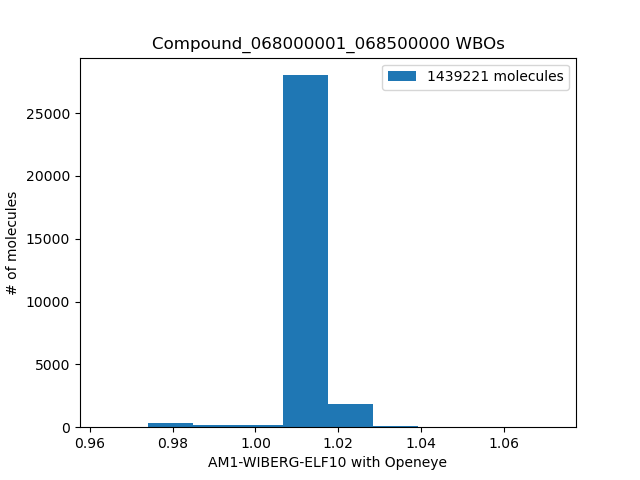 Compound_068000001_068500000 WBOs
1439221 molecules
# of molecules
25000
20000
15000
10000
5000
0
0.96 0.98 1.00 1.02 1.04 1.06
AM1-WIBERG-ELF10 with Openeye